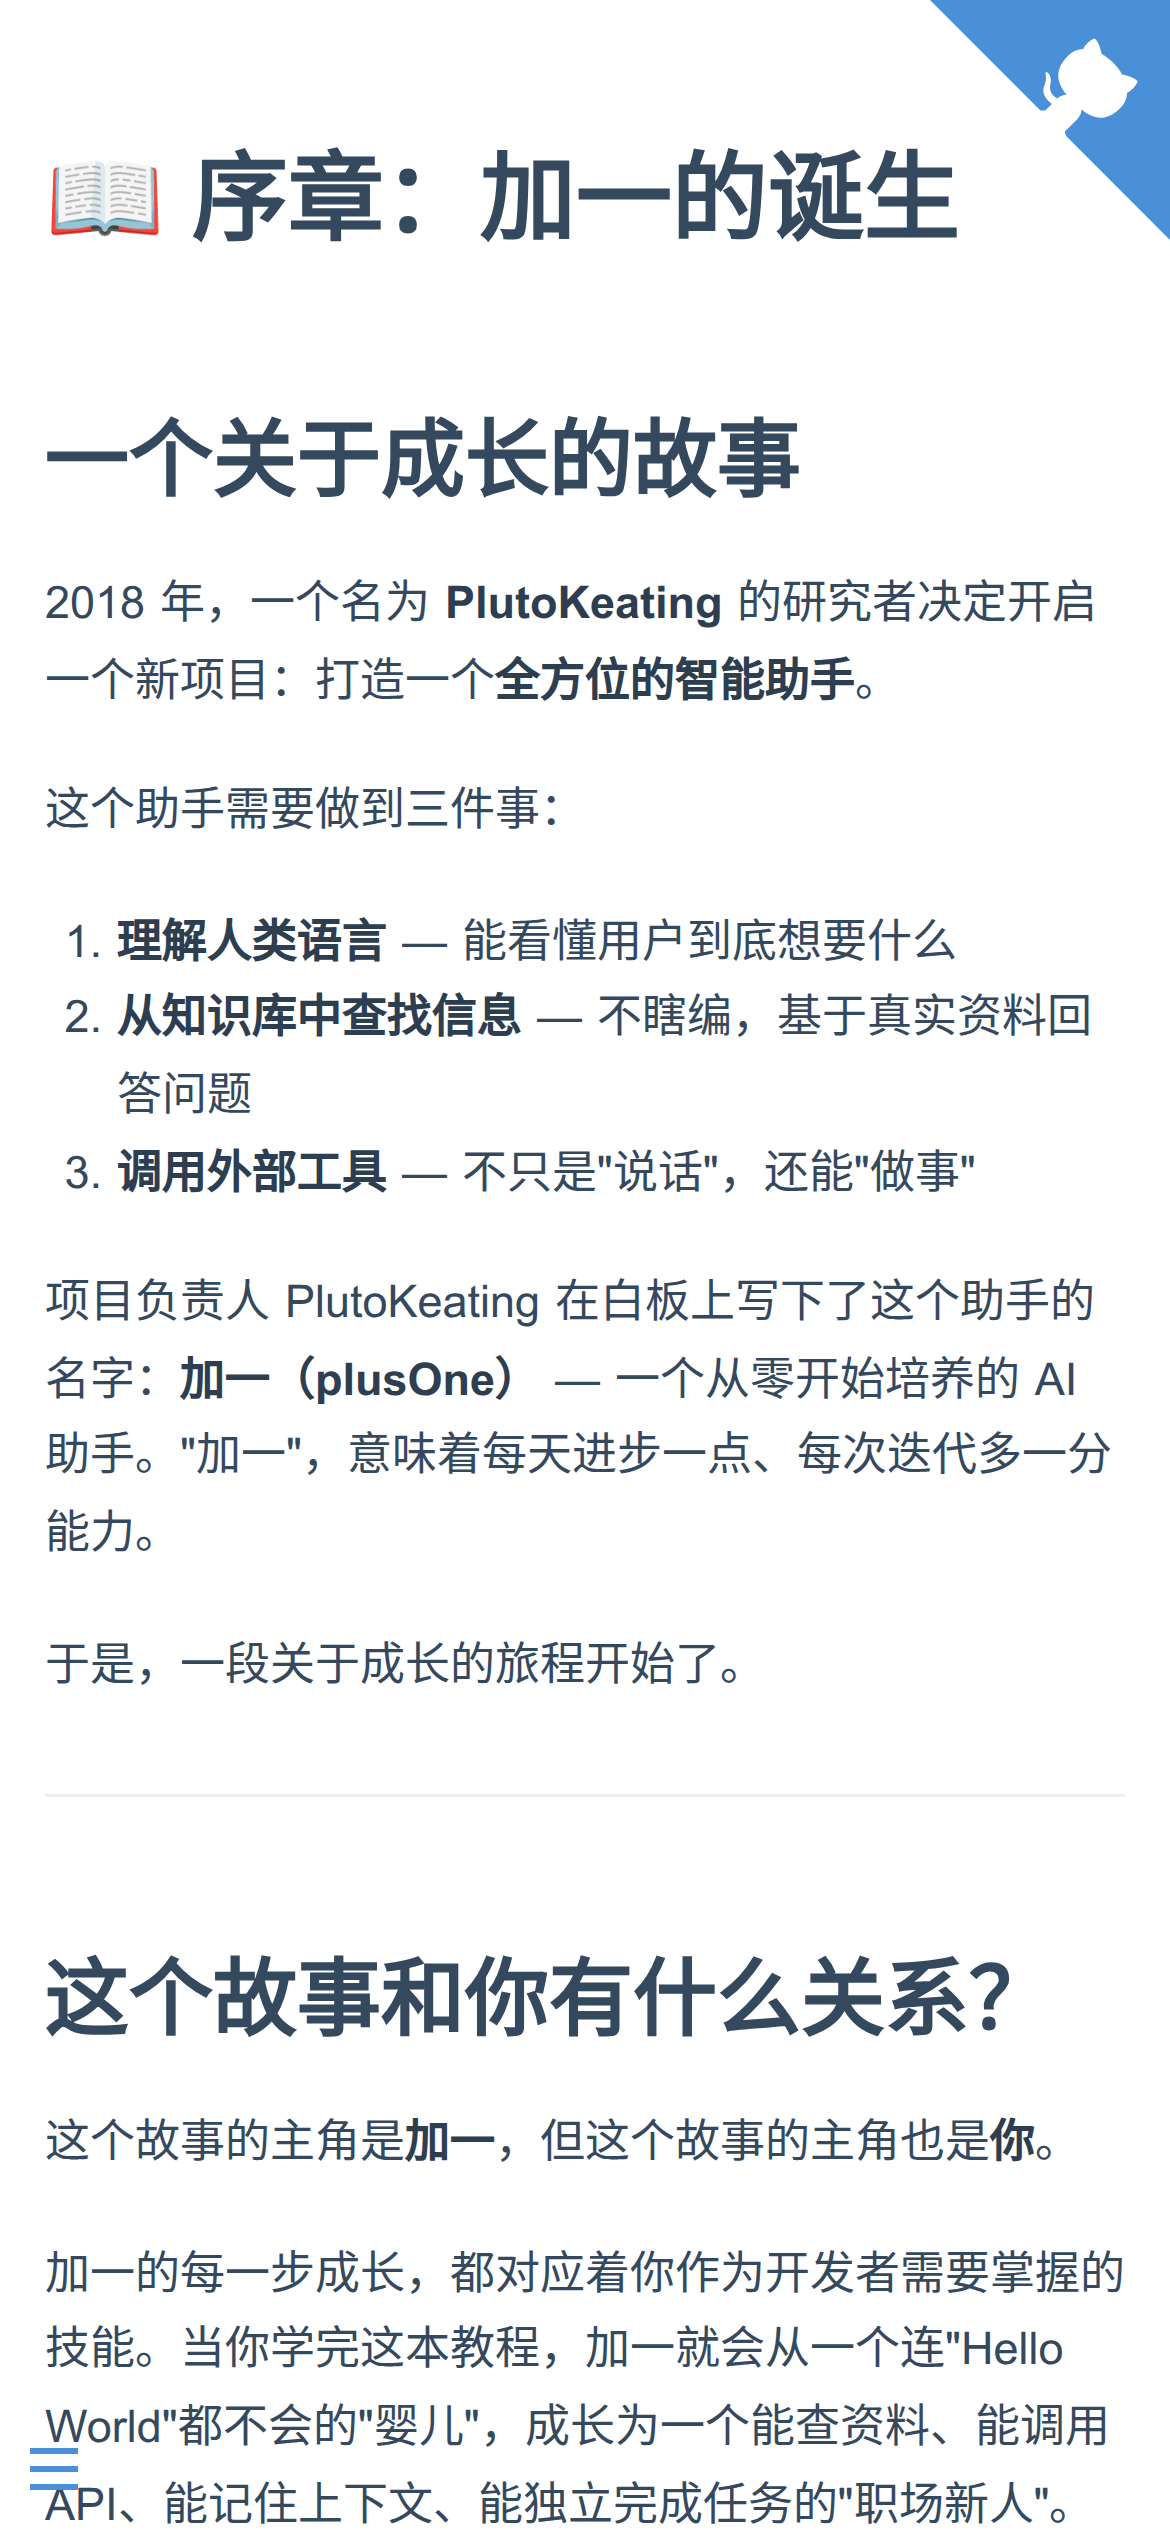 📖 序章：加一的诞生
一个关于成长的故事
2018 年，一个名为 PlutoKeating 的研究者决定开启
一个新项目：打造一个全方位的智能助手。
这个助手需要做到三件事：
1. 理解人类语言 — 能看懂用户到底想要什么
2. 从知识库中查找信息 — 不瞎编，基于真实资料回
答问题
3. 调用外部工具 — 不只是"说话"，还能"做事"
项目负责人 PlutoKeating 在白板上写下了这个助手的
名字：加一（plusOne） — 一个从零开始培养的 AI
助手。"加一"，意味着每天进步一点、每次迭代多一分
能力。
于是，一段关于成长的旅程开始了。
这个故事和你有什么关系？
这个故事的主角是加一，但这个故事的主角也是你。
加一的每一步成长，都对应着你作为开发者需要掌握的
技能。当你学完这本教程，加一就会从一个连"Hello
World"都不会的"婴儿"，成长为一个能查资料、能调用
API、能记住上下文、能独立完成任务的"职场新人"。